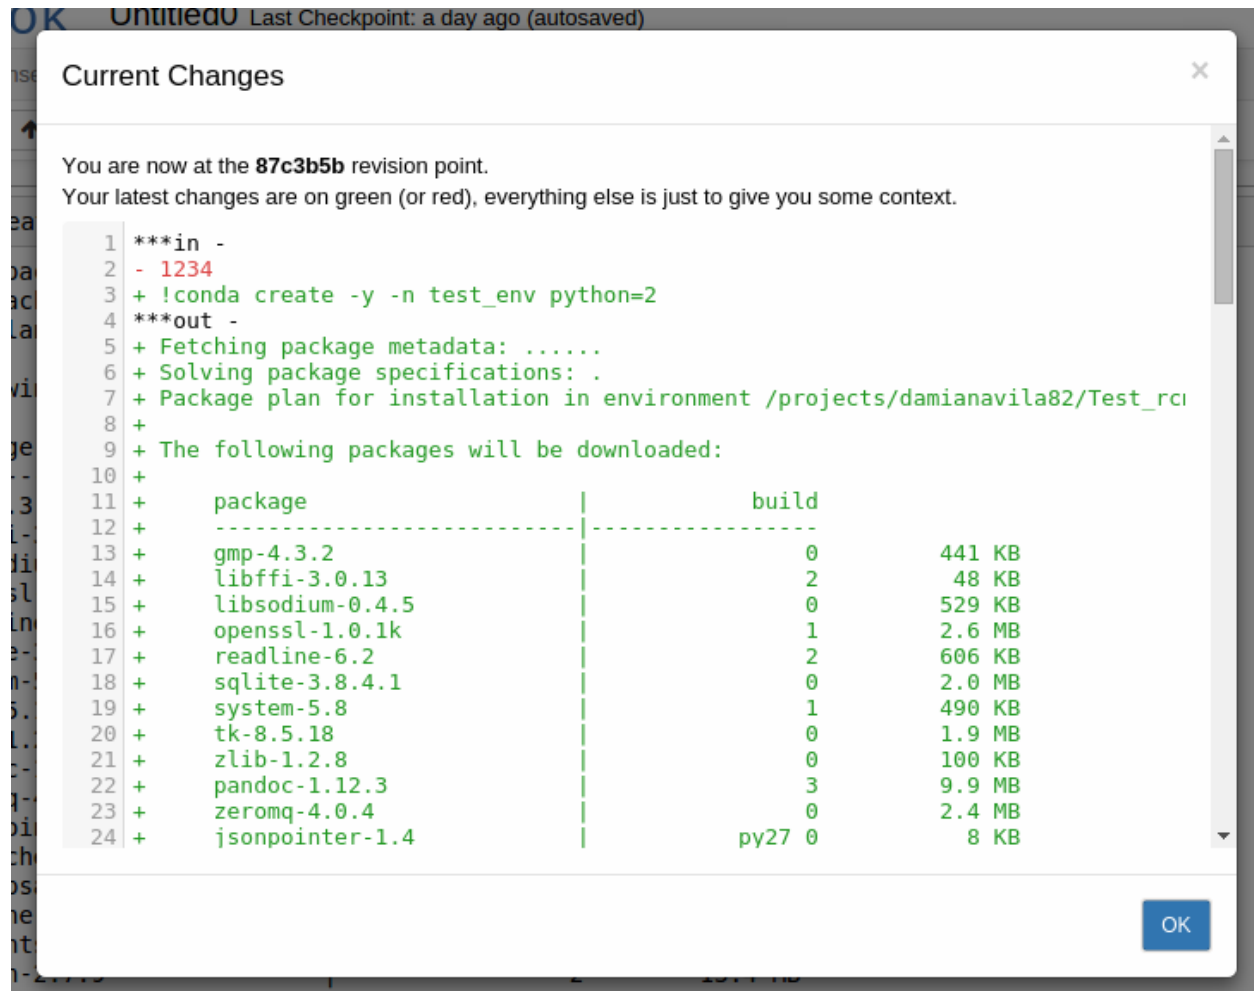 OK Untitled0 Last Checkpoint: a day ago (autosaved)
Current Changes ×
You are now at the 87c3b5b revision point.
Your latest changes are on green (or red), everything else is just to give you some context.
1 ***in -
2 - 1234
3 + !conda create -y -n test_env python=2
4 ***out -
5 + Fetching package metadata: ......
6 + Solving package specifications: .
7 + Package plan for installation in environment /projects/damianavila82/Test_rc
8 +
9 + The following packages will be downloaded:
10 +
11 + package | build
12 + ---------------------------|-----------------
13 + gmp-4.3.2 | 0 441 KB
14 + libffi-3.0.13 | 2 48 KB
15 + libsodium-0.4.5 | 0 529 KB
16 + openssl-1.0.1k | 1 2.6 MB
17 + readline-6.2 | 2 606 KB
18 + sqlite-3.8.4.1 | 0 2.0 MB
19 + system-5.8 | 1 490 KB
20 + tk-8.5.18 | 0 1.9 MB
21 + zlib-1.2.8 | 0 100 KB
22 + pandoc-1.12.3 | 3 9.9 MB
23 + zeromq-4.0.4 | 0 2.4 MB
24 + jsonpointer-1.4 | py27 0 8 KB
OK